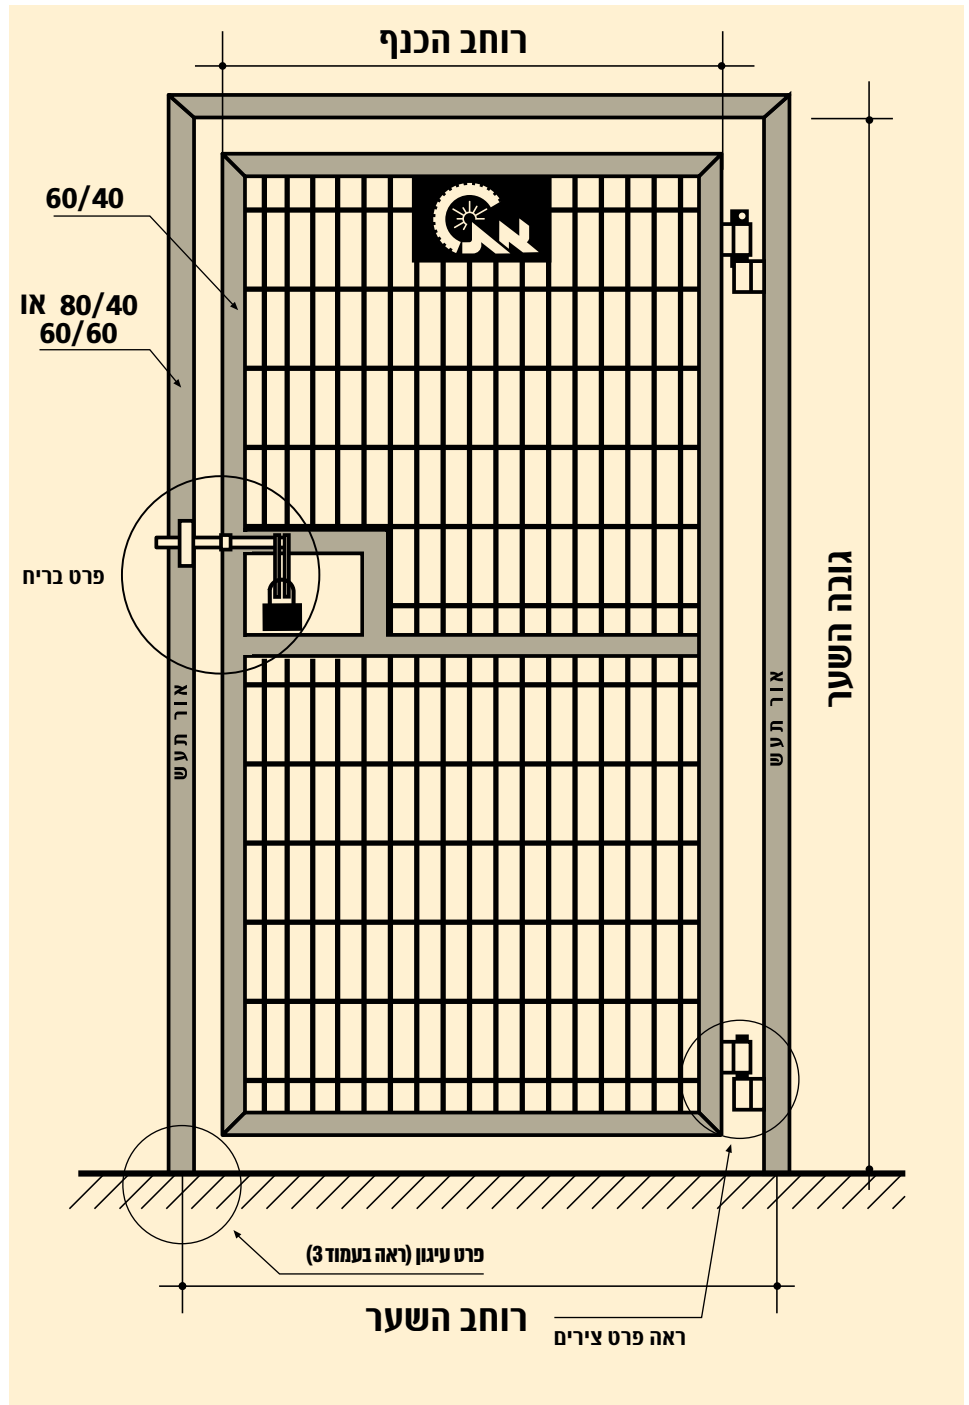 רוחב הכנף
60/40
80/40 או
60/60
פרט בריח
גובה השער
אור תעש
אור תעש
פרט עיגון (ראה בעמוד 3)
רוחב השער
ראה פרט צירים